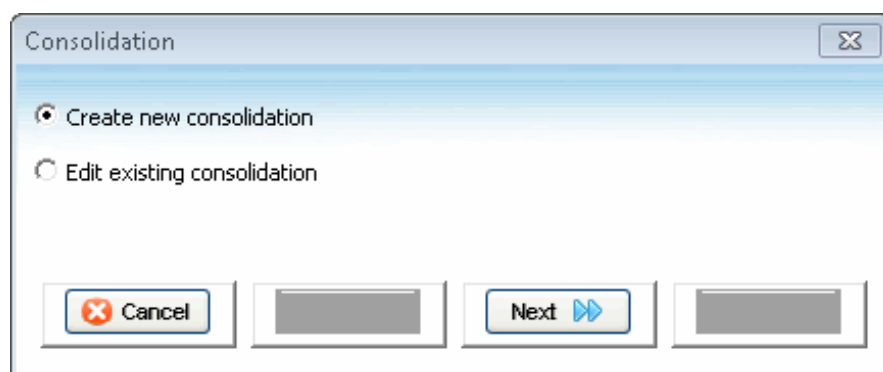 Consolidation
Create new consolidation
Edit existing consolidation
Cancel Next